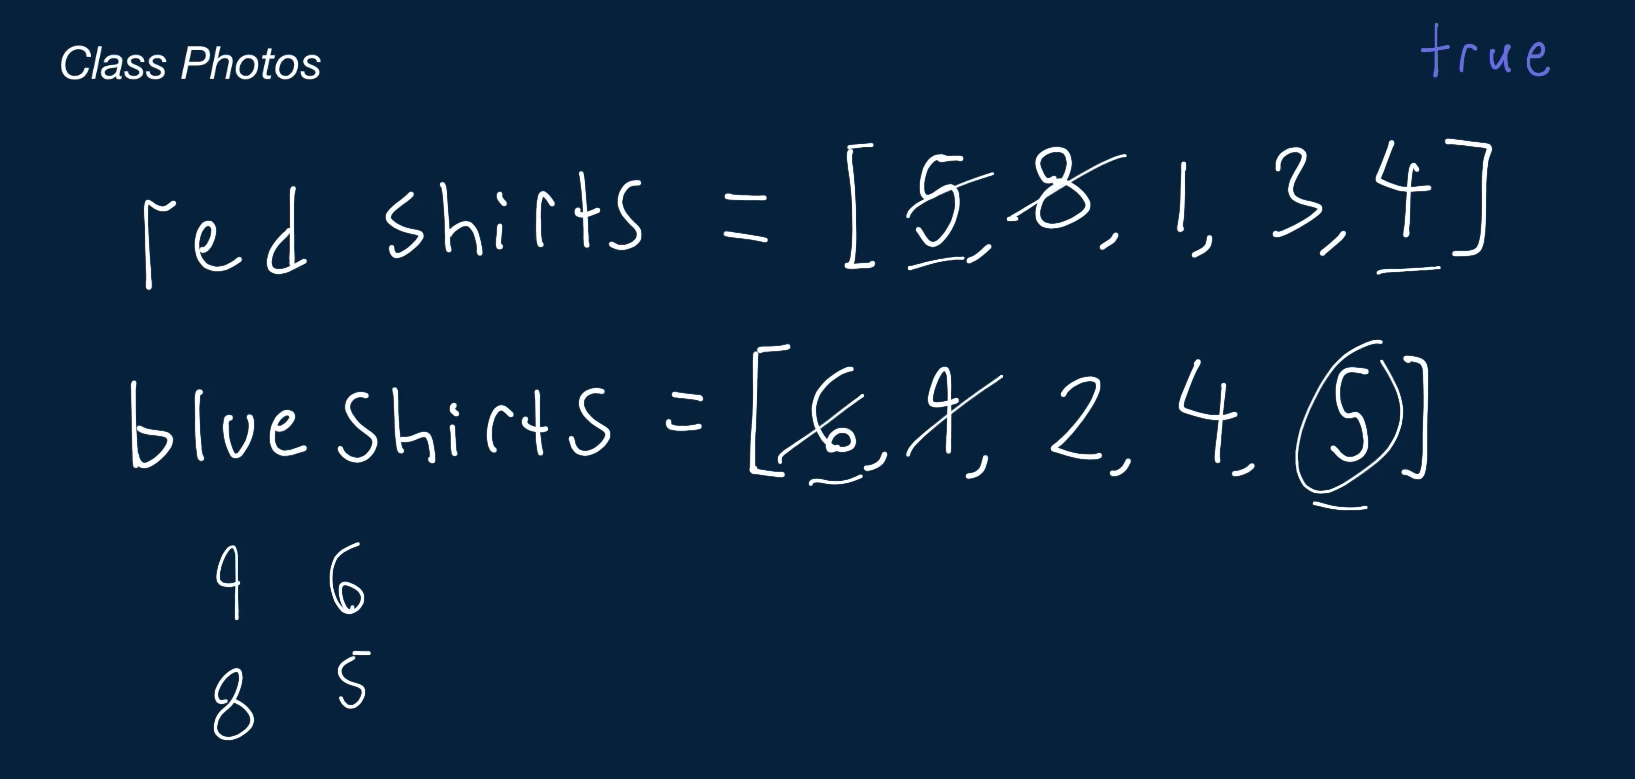 Class Photos
true
red shirts = [5, 8, 1, 3, 4]
blue shirts = [6, 9, 2, 4, 5]
9 6
8 5